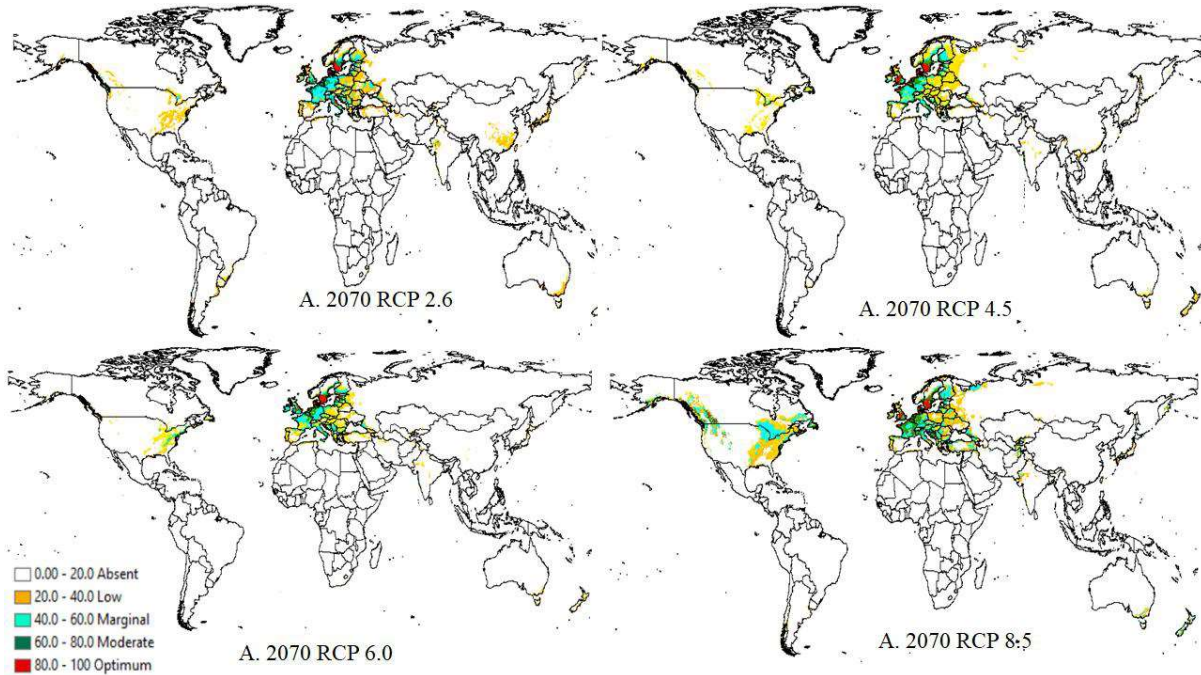 A. 2070 RCP 2.6
A. 2070 RCP 4.5
0.00 - 20.0 Absent
20.0 - 40.0 Low
40.0 - 60.0 Marginal
60.0 - 80.0 Moderate
80.0 - 100 Optimum
A. 2070 RCP 6.0
A. 2070 RCP 8.5